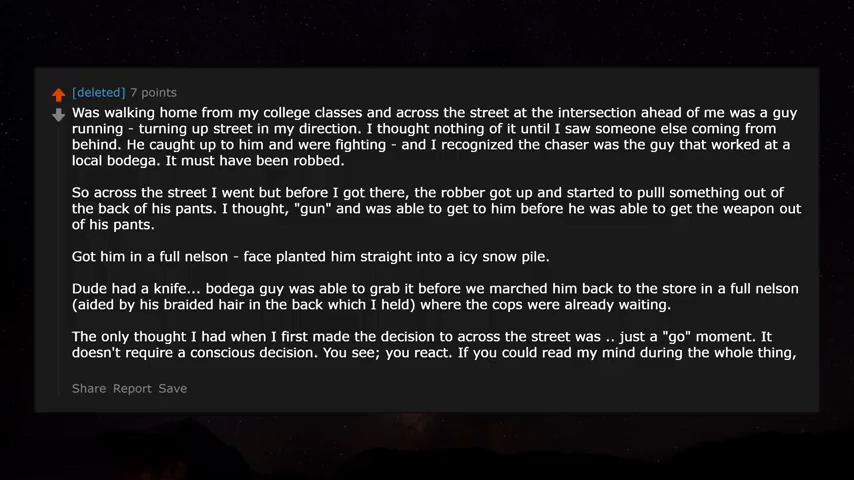 [deleted] 7 points
Was walking home from my college classes and across the street at the intersection ahead of me was a guy
running - turning up street in my direction. I thought nothing of it until I saw someone else coming from
behind. He caught up to him and were fighting - and I recognized the chaser was the guy that worked at a
local bodega. It must have been robbed.
So across the street I went but before I got there, the robber got up and started to pulll something out of
the back of his pants. I thought, "gun" and was able to get to him before he was able to get the weapon out
of his pants.
Got him in a full nelson - face planted him straight into a icy snow pile.
Dude had a knife... bodega guy was able to grab it before we marched him back to the store in a full nelson
(aided by his braided hair in the back which I held) where the cops were already waiting.
The only thought I had when I first made the decision to across the street was .. just a "go" moment. It
doesn't require a conscious decision. You see; you react. If you could read my mind during the whole thing,
Share Report Save